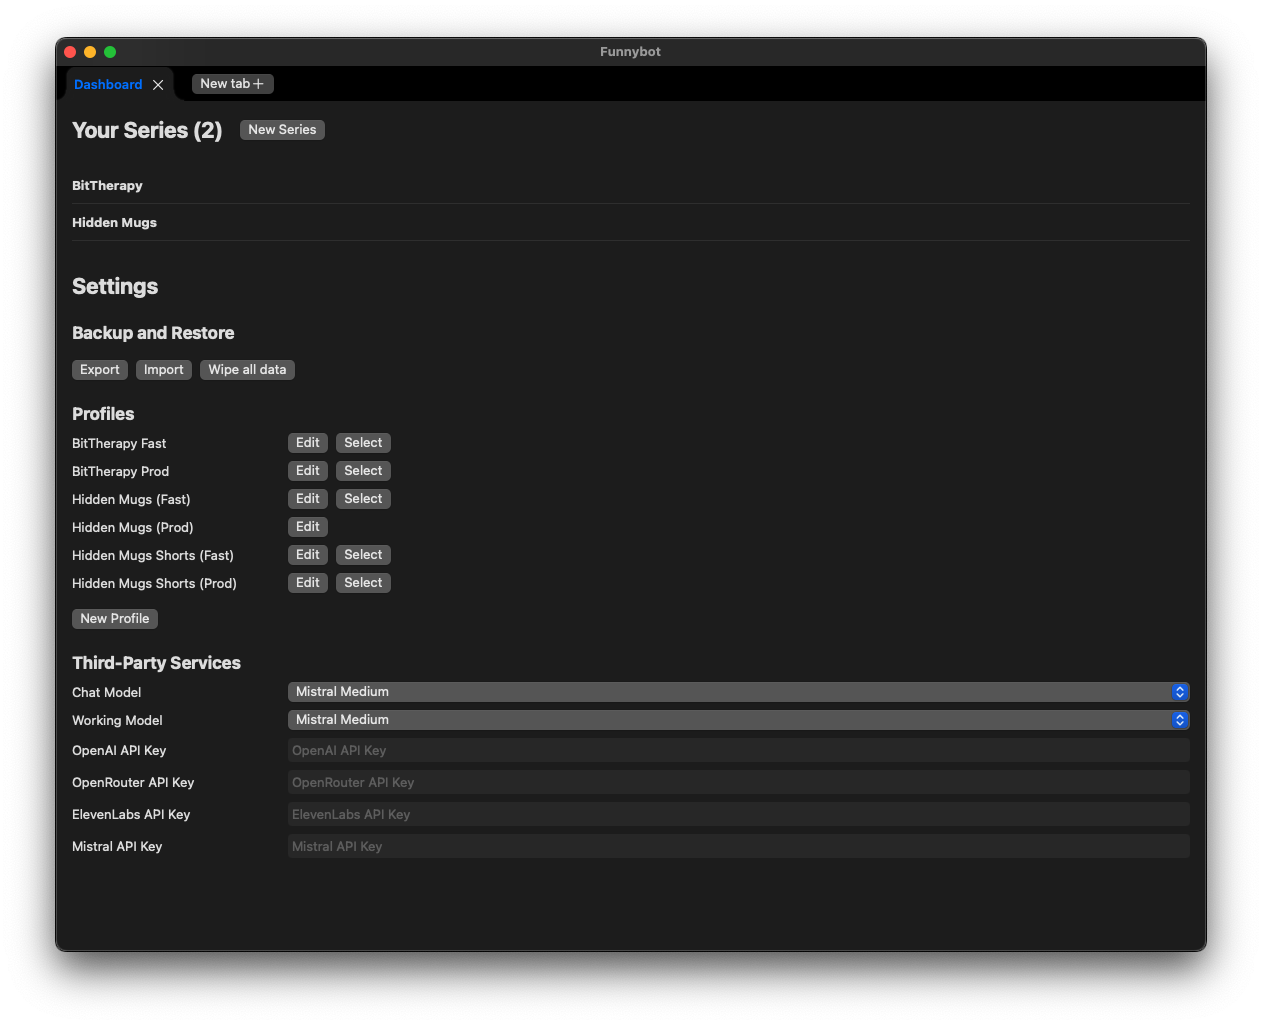 Funnybot
Dashboard New tab
Your Series (2) New Series
BitTherapy
Hidden Mugs
Settings
Backup and Restore
Export Import Wipe all data
Profiles
BitTherapy Fast Edit Select
BitTherapy Prod Edit Select
Hidden Mugs (Fast) Edit Select
Hidden Mugs (Prod) Edit
Hidden Mugs Shorts (Fast) Edit Select
Hidden Mugs Shorts (Prod) Edit Select
New Profile
Third-Party Services
Chat Model Mistral Medium
Working Model Mistral Medium
OpenAI API Key OpenAI API Key
OpenRouter API Key OpenRouter API Key
ElevenLabs API Key ElevenLabs API Key
Mistral API Key Mistral API Key